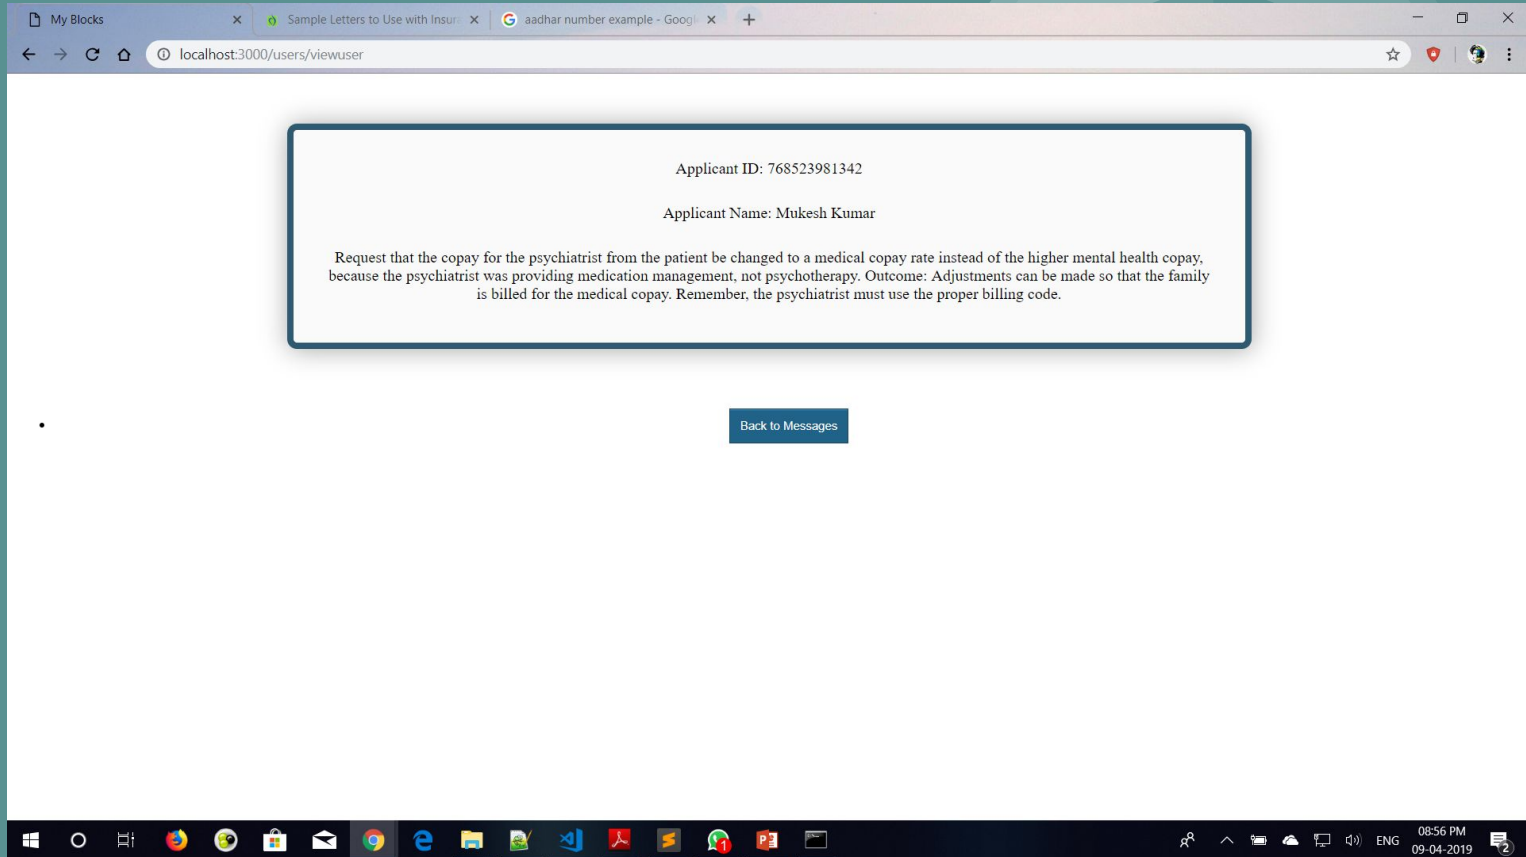 My Blocks
Sample Letters to Use with Insur
aadhar number example - Googl
localhost:3000/users/viewuser
Applicant ID: 768523981342
Applicant Name: Mukesh Kumar
Request that the copay for the psychiatrist from the patient be changed to a medical copay rate instead of the higher mental health copay,
because the psychiatrist was providing medication management, not psychotherapy. Outcome: Adjustments can be made so that the family
is billed for the medical copay. Remember, the psychiatrist must use the proper billing code.
Back to Messages
ENG
08:56 PM
09-04-2019